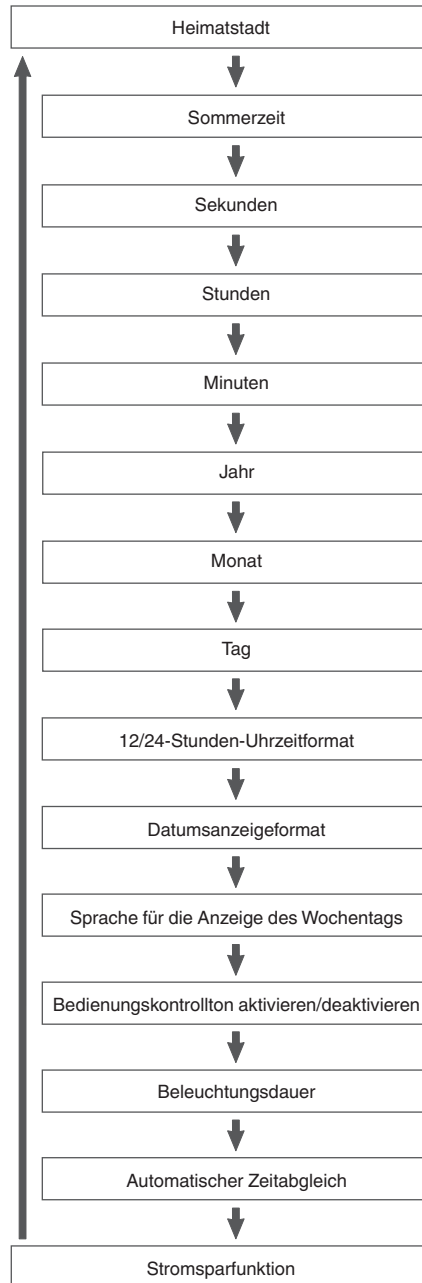 Heimatstadt
Sommerzeit
Sekunden
Stunden
Minuten
Jahr
Monat
Tag
12/24-Stunden-Uhrzeitformat
Datumsanzeigeformat
Sprache für die Anzeige des Wochentags
Bedienungskontrollton aktivieren/deaktivieren
Beleuchtungsdauer
Automatischer Zeitabgleich
Stromsparfunktion